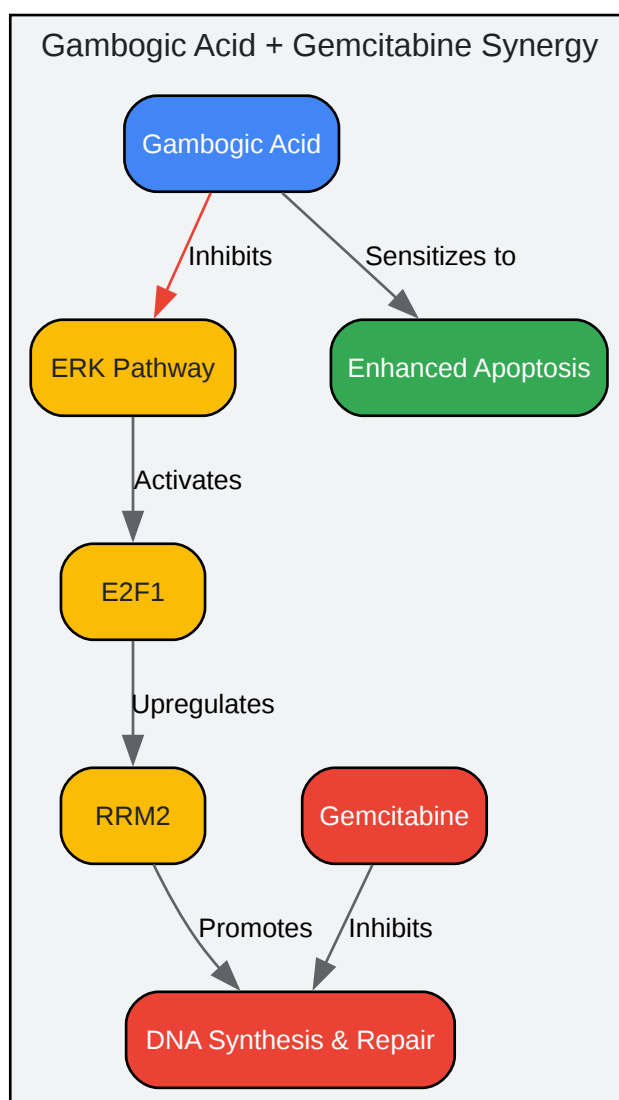 Gambogic Acid + Gemcitabine Synergy
Gambogic Acid
Inhibits
Sensitizes to
ERK Pathway
Enhanced Apoptosis
Activates
E2F1
Upregulates
RRM2
Gemcitabine
Promotes
Inhibits
DNA Synthesis & Repair